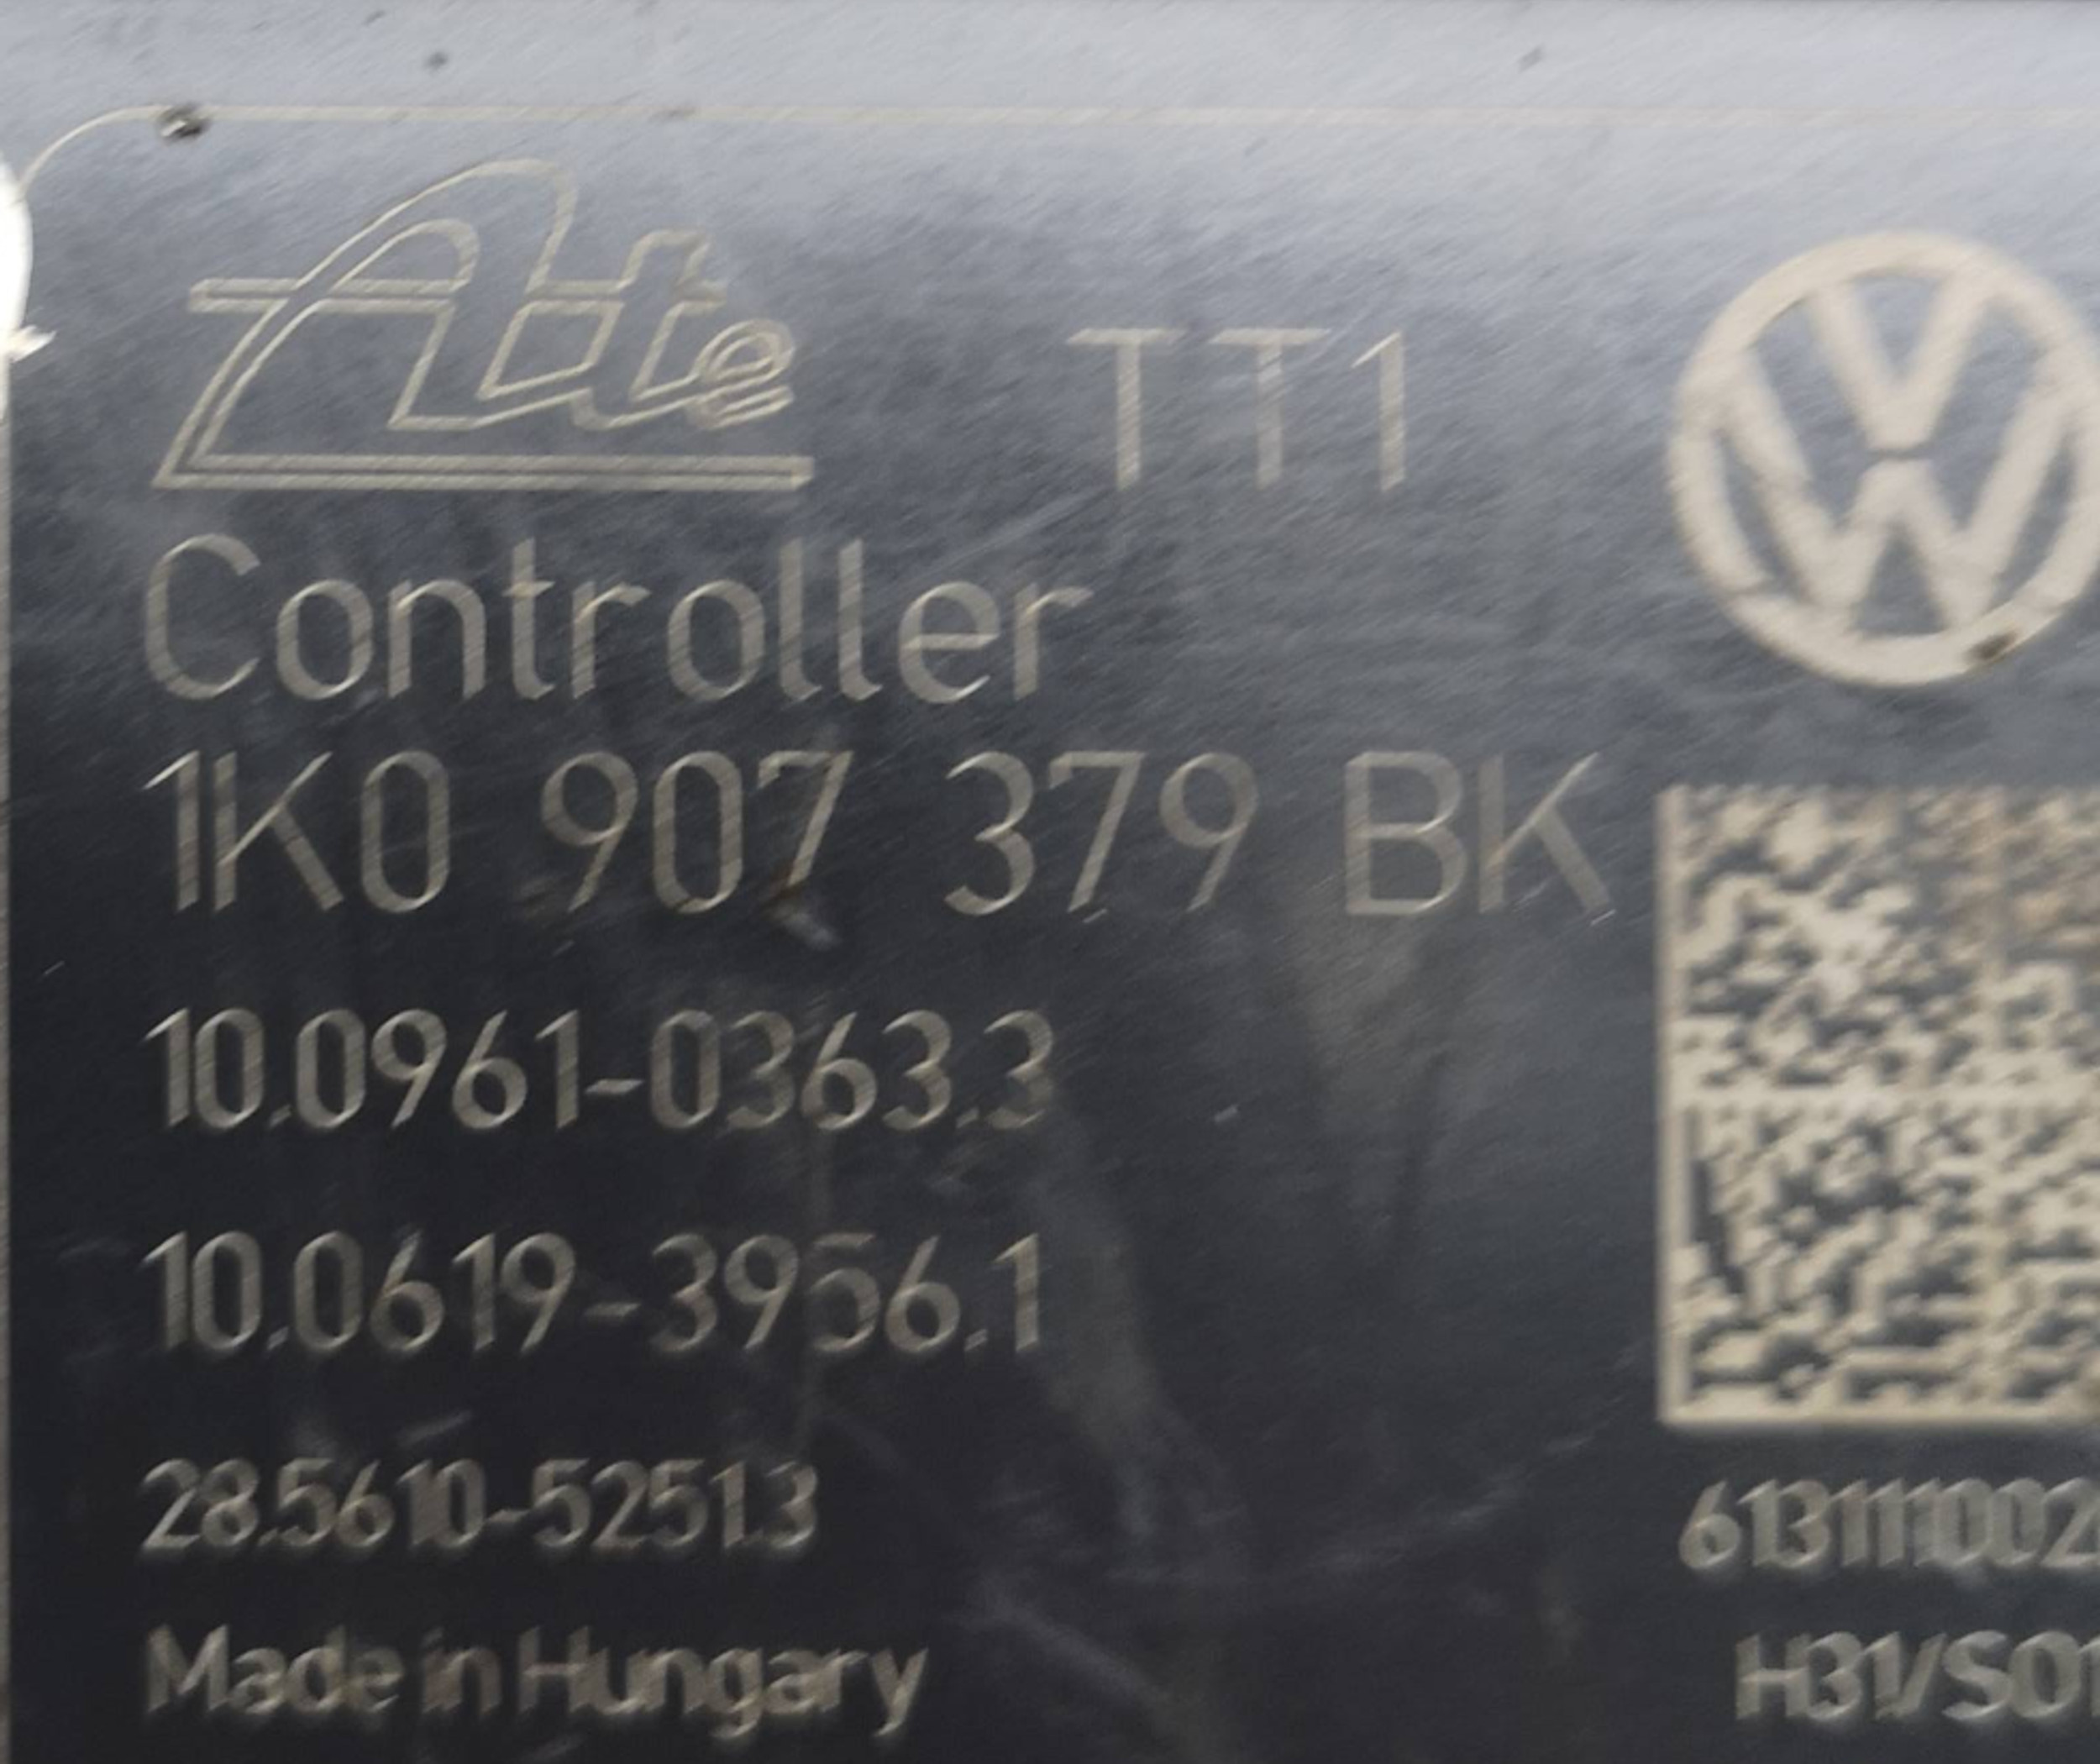 Ate TT1
Controller
1K0 907 379 BK
10.0961-0363.3
10.0619-3956.1
28.5610-5251.3
613111002
Made in Hungary
H31/S01